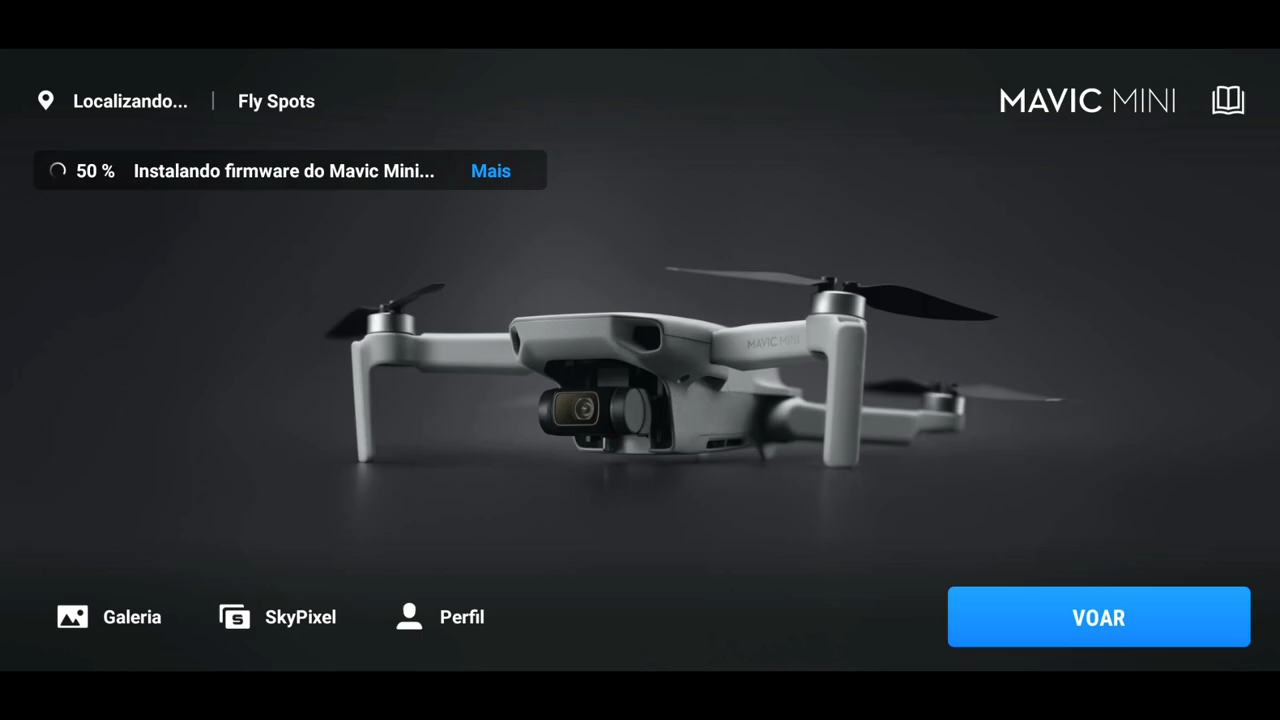 Localizando... | Fly Spots
MAVIC MINI
50 % Instalando firmware do Mavic Mini... Mais
MAVIC MINI
Galeria
SkyPixel
Perfil
VOAR